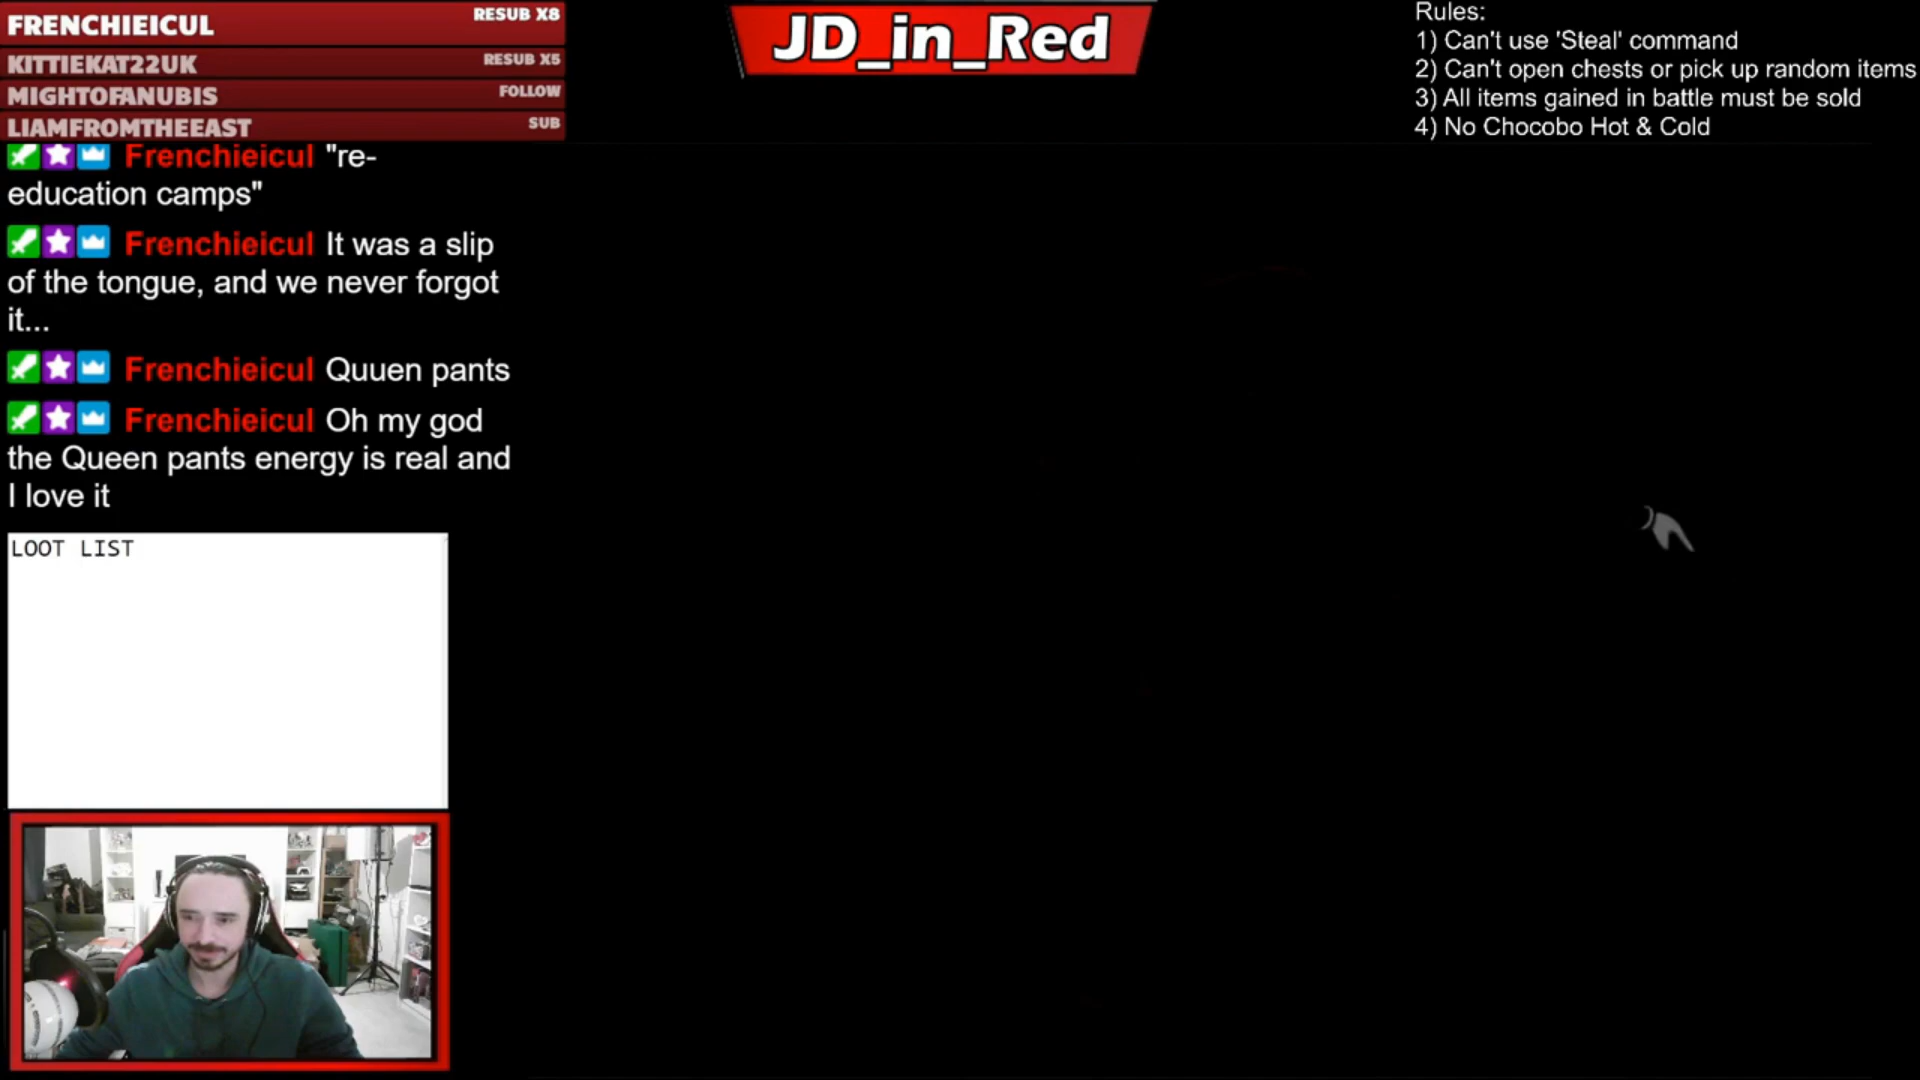 FRENCHIEICUL RESUB X8
KITTIEKAT22UK RESUB X5
MIGHTOFANUBIS FOLLOW
LIAMFROMTHEEAST SUB
JD_in_Red
Rules:
1) Can't use 'Steal' command
2) Can't open chests or pick up random items
3) All items gained in battle must be sold
4) No Chocobo Hot & Cold
Frenchieicul "re-
education camps"
Frenchieicul It was a slip
of the tongue, and we never forgot
it...
Frenchieicul Quuen pants
Frenchieicul Oh my god
the Queen pants energy is real and
I love it
LOOT LIST